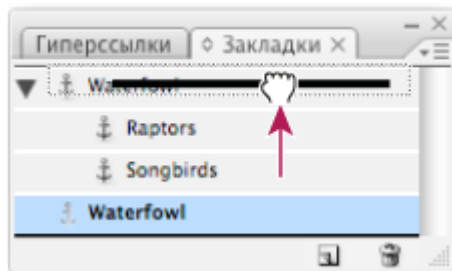 Гиперссылки Закладки
Waterfowl
Raptors
Songbirds
Waterfowl